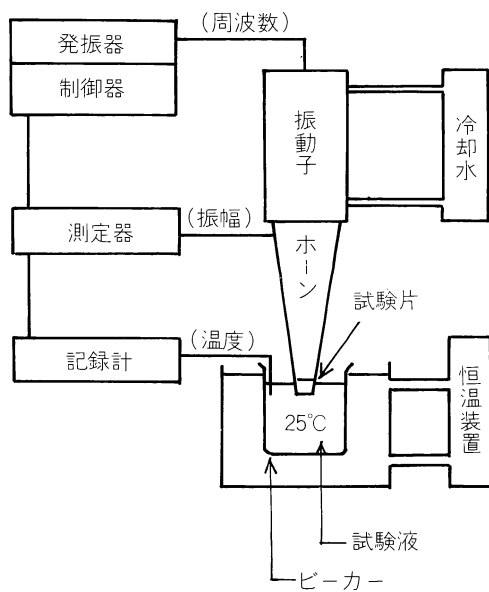 発振器
制御器
(周波数)
振動子
冷却水
測定器
(振幅)
ホーン
試験片
記録計
(温度)
恒温装置
25℃
試験液
ビーカー